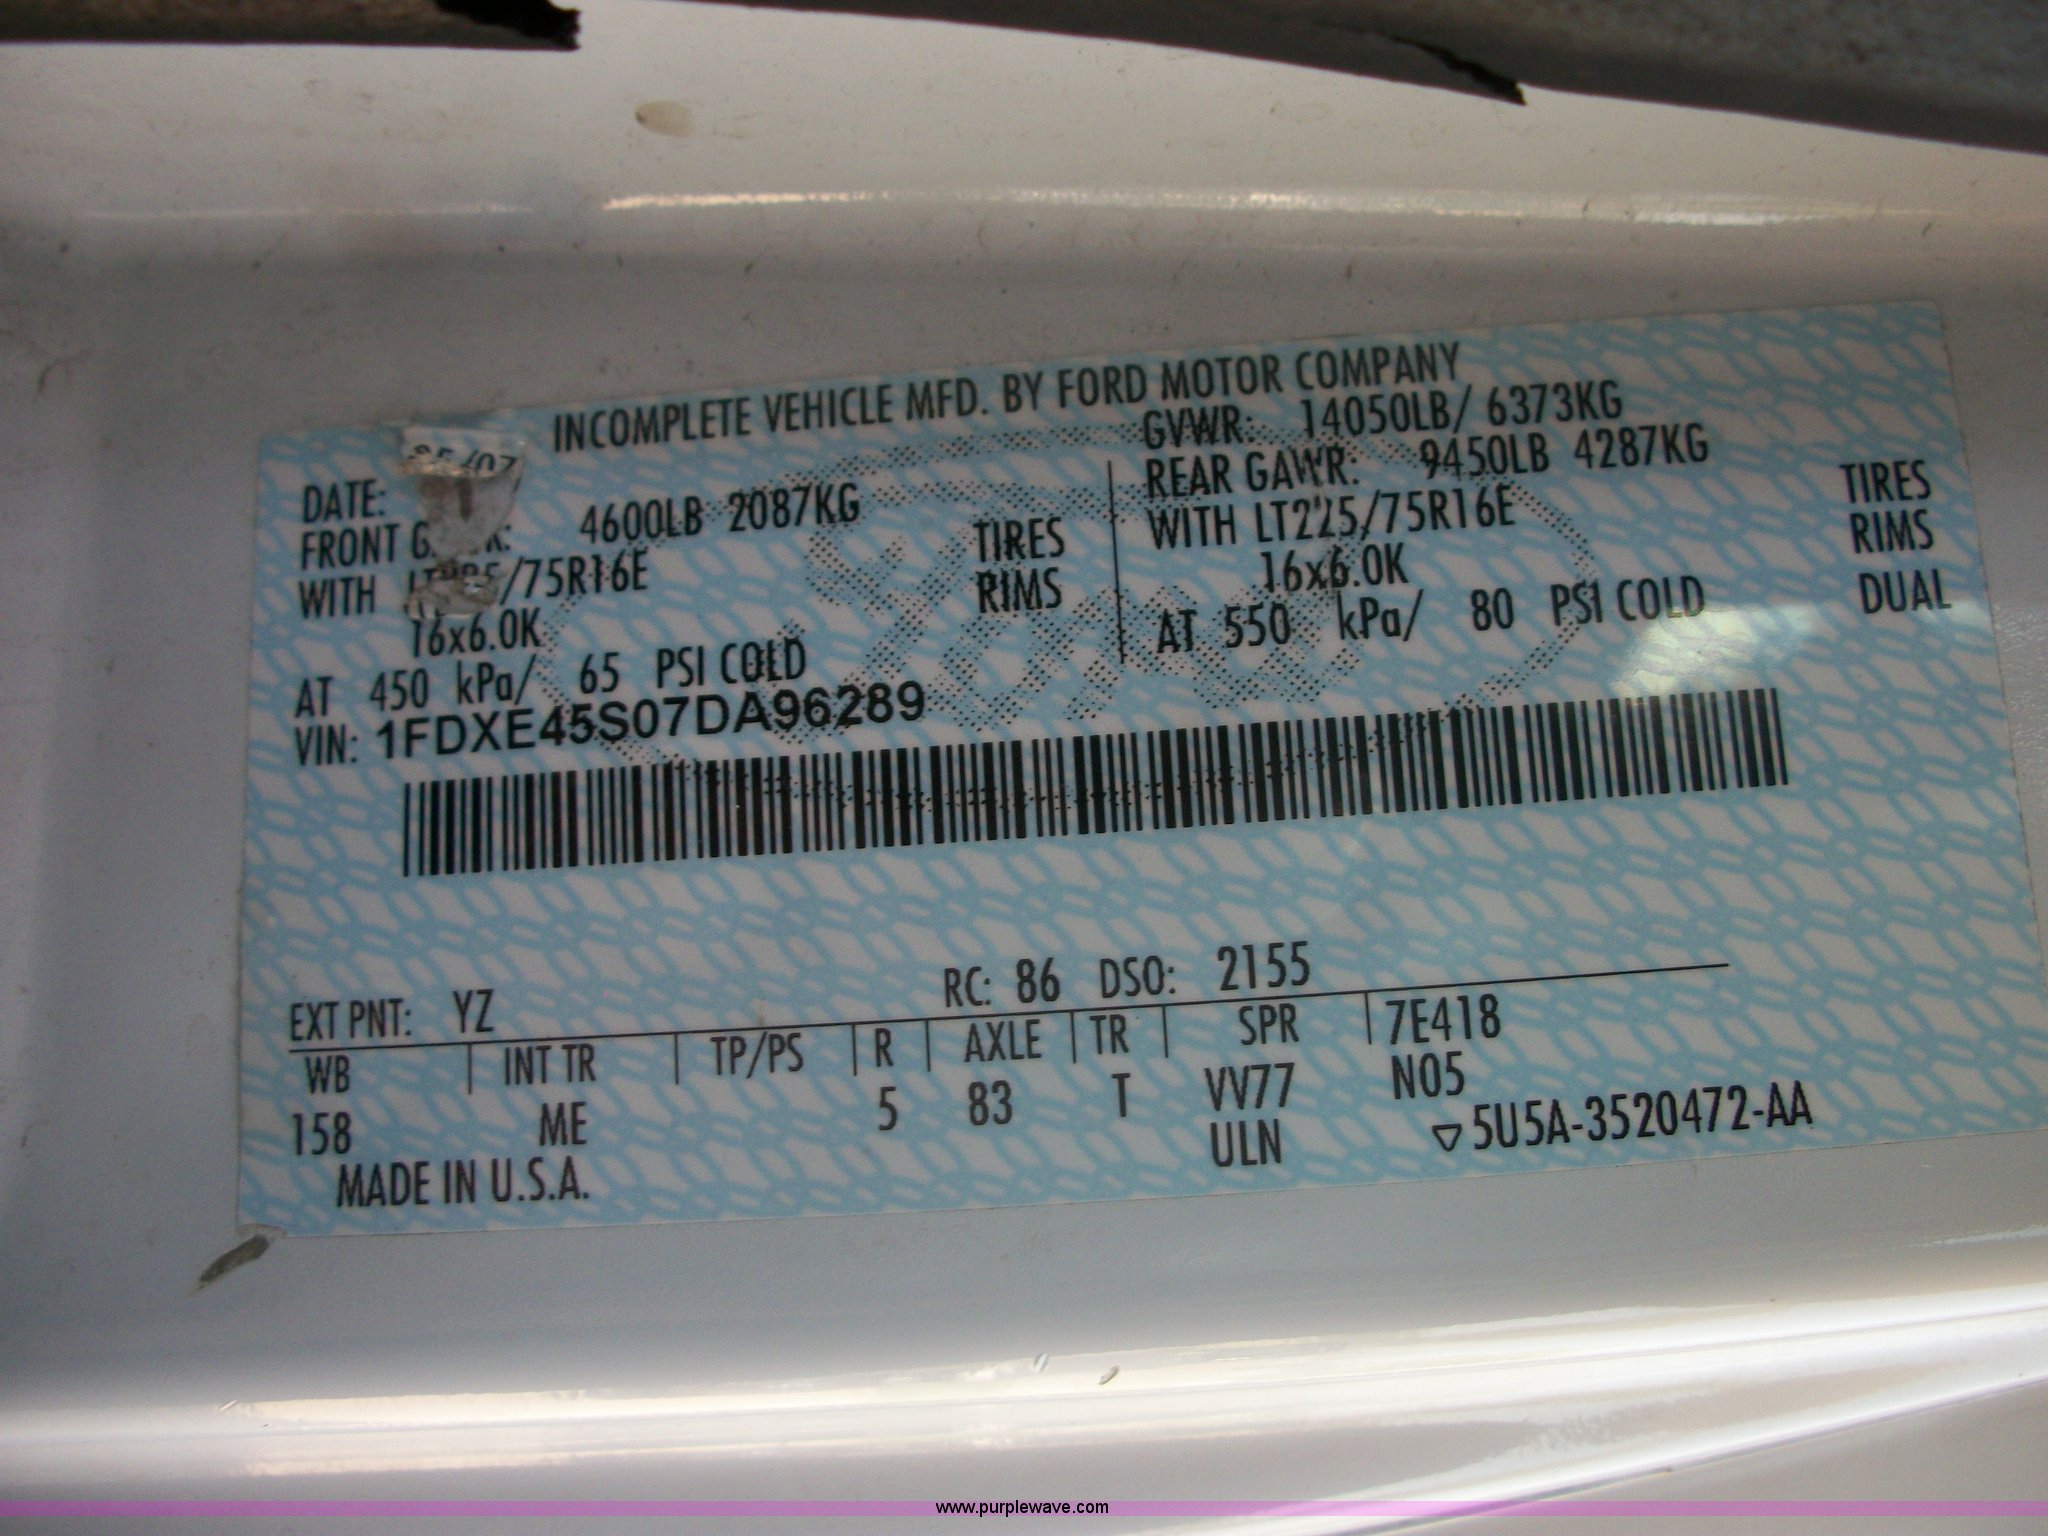 INCOMPLETE VEHICLE MFD. BY FORD MOTOR COMPANY
DATE: /07
GVWR: 14050LB/ 6373KG
FRONT 4600LB 2087KG
REAR GAWR: 9450LB 4287KG
WITH /75R16E TIRES
WITH LT225/75R16E TIRES
16x6.0K RIMS
16x6.0K RIMS
AT 450 kPa/ 65 PSI COLD
AT 550 kPa/ 80 PSI COLD DUAL
VIN: 1FDXE45S07DA96289
EXT PNT: YZ RC: 86 DSO: 2155
WB INT TR TP/PS R AXLE TR SPR 7E418
158 ME 5 83 T VV77 N05
ULN ▽5U5A-3520472-AA
MADE IN U.S.A.
www.purplewave.com